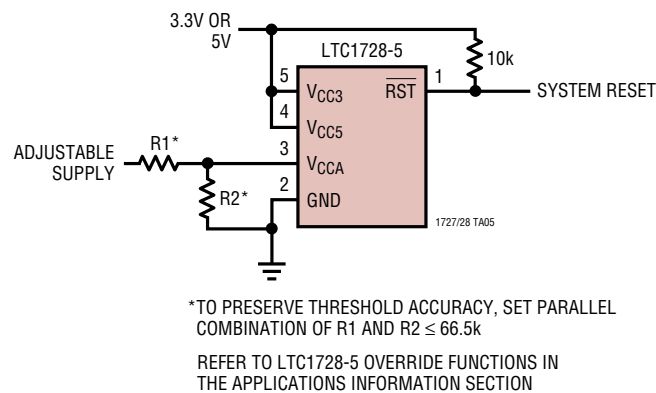 3.3V OR
5V
LTC1728-5
10k
5
VCC3
RST
1
SYSTEM RESET
4
VCC5
R1*
3
ADJUSTABLE
SUPPLY
VCCA
R2*
2
GND
1727/28 TA05
*TO PRESERVE THRESHOLD ACCURACY, SET PARALLEL
COMBINATION OF R1 AND R2 ≤ 66.5k
REFER TO LTC1728-5 OVERRIDE FUNCTIONS IN
THE APPLICATIONS INFORMATION SECTION